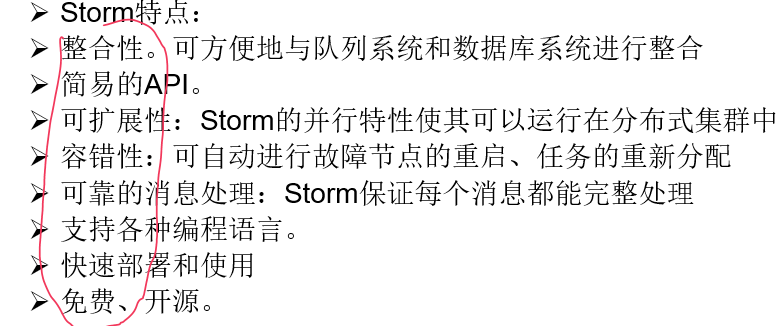 ➢ Storm特点：
➢ 整合性。可方便地与队列系统和数据库系统进行整合
➢ 简易的API。
➢ 可扩展性：Storm的并行特性使其可以运行在分布式集群中
➢ 容错性：可自动进行故障节点的重启、任务的重新分配
➢ 可靠的消息处理：Storm保证每个消息都能完整处理
➢ 支持各种编程语言。
➢ 快速部署和使用
➢ 免费、开源。